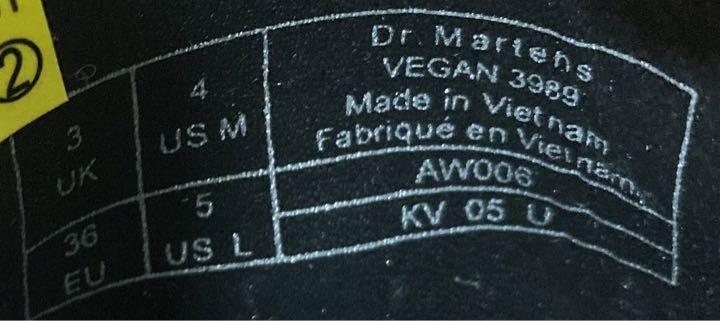 2
3
UK
4
US M
36
EU
5
US L
Dr. Martens
VEGAN 3989
Made in Vietnam
Fabriqué en Vietnam
AW006
KV 05 U